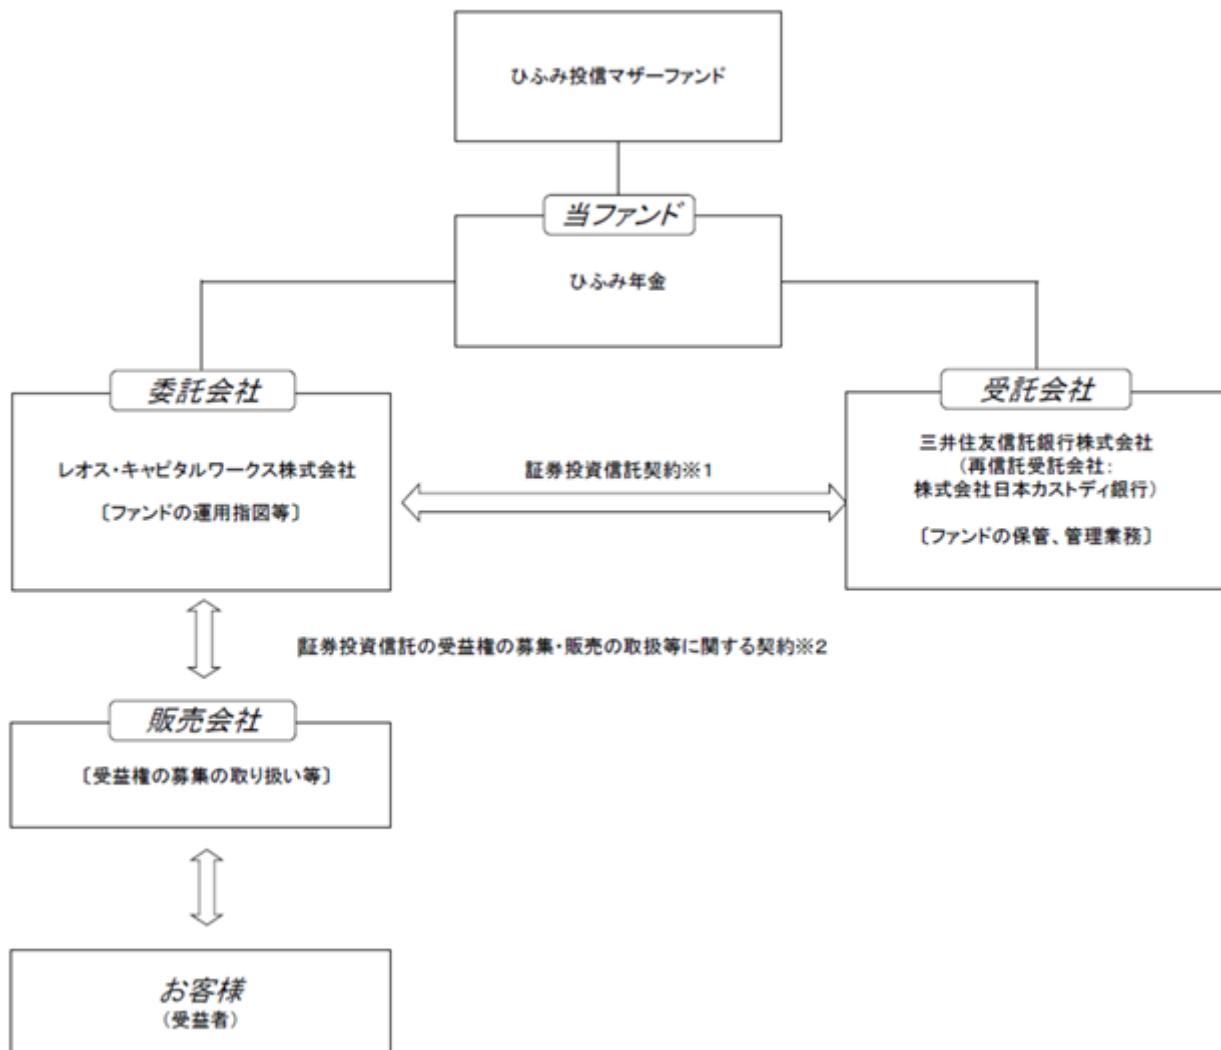 ひふみ投信マザーファンド
当ファンド
ひふみ年金
委託会社
レオス・キャピタルワークス株式会社
〔ファンドの運用指図等〕
証券投資信託契約※1
受託会社
三井住友信託銀行株式会社
（再信託受託会社：
株式会社日本カストディ銀行）
〔ファンドの保管、管理業務〕
証券投資信託の受益権の募集・販売の取扱等に関する契約※2
販売会社
〔受益権の募集の取り扱い等〕
お客様
（受益者）